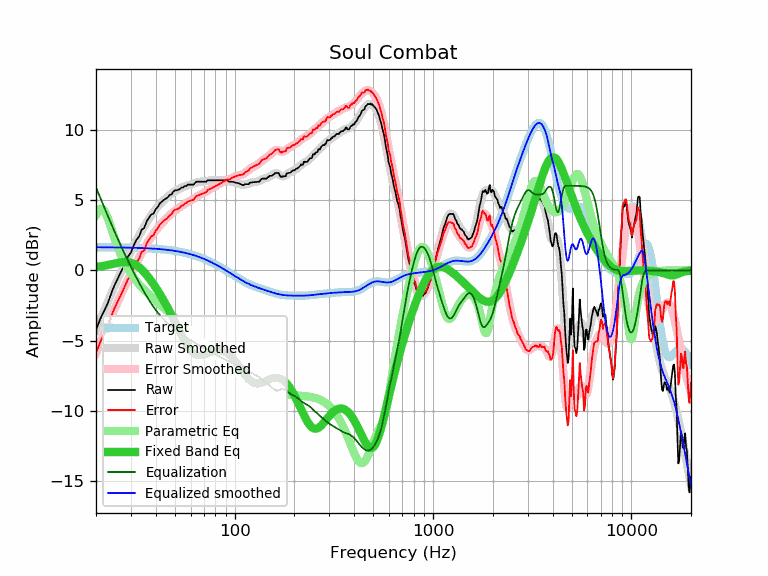 Soul Combat
Amplitude (dBr)
10
5
0
−5
−10
−15
Target
Raw Smoothed
Error Smoothed
Raw
Error
Parametric Eq
Fixed Band Eq
Equalization
Equalized smoothed
100
1000
10000
Frequency (Hz)